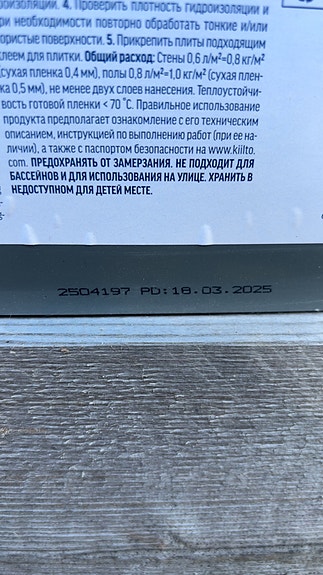 роизоляции. 4. Проверить плотность гидроизоляции и
ри необходимости повторно обработать тонкие и/или
ористые поверхности. 5. Прикрепить плиты подходящим
клеем для плитки. Общий расход: Стены 0,6 л/м²=0,8 кг/м²
(сухая пленка 0,4 мм), полы 0,8 л/м²=1,0 кг/м² (сухая плен-
ка 0,5 мм), не менее двух слоев нанесения. Теплоустойчи-
вость готовой пленки < 70 ˚C. Правильное использование
продукта предполагает ознакомление с его техническим
описанием, инструкцией по выполнению работ (при ее на-
личии), а также с паспортом безопасности на www.kiilto.
com. ПРЕДОХРАНЯТЬ ОТ ЗАМЕРЗАНИЯ. НЕ ПОДХОДИТ ДЛЯ
БАССЕЙНОВ И ДЛЯ ИСПОЛЬЗОВАНИЯ НА УЛИЦЕ. ХРАНИТЬ В
НЕДОСТУПНОМ ДЛЯ ДЕТЕЙ МЕСТЕ.
2504197 PD:18.03.2025